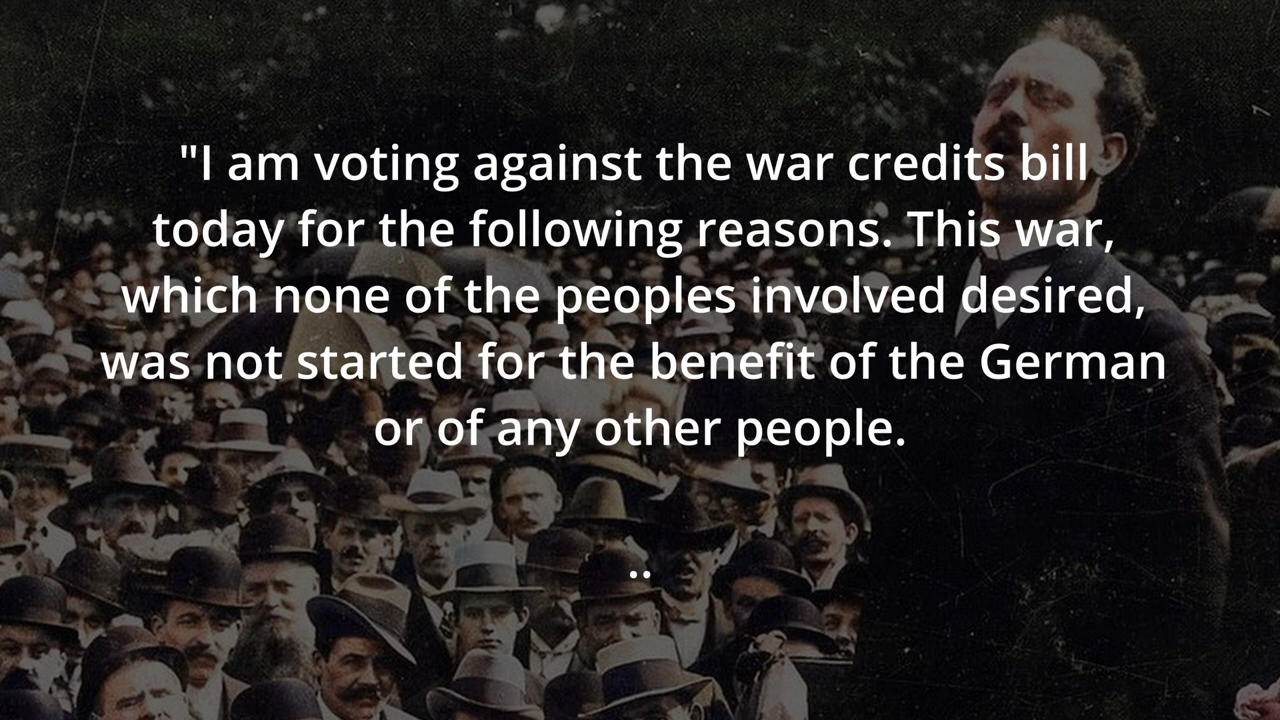 "I am voting against the war credits bill
today for the following reasons. This war,
which none of the peoples involved desired,
was not started for the benefit of the German
or of any other people.
..